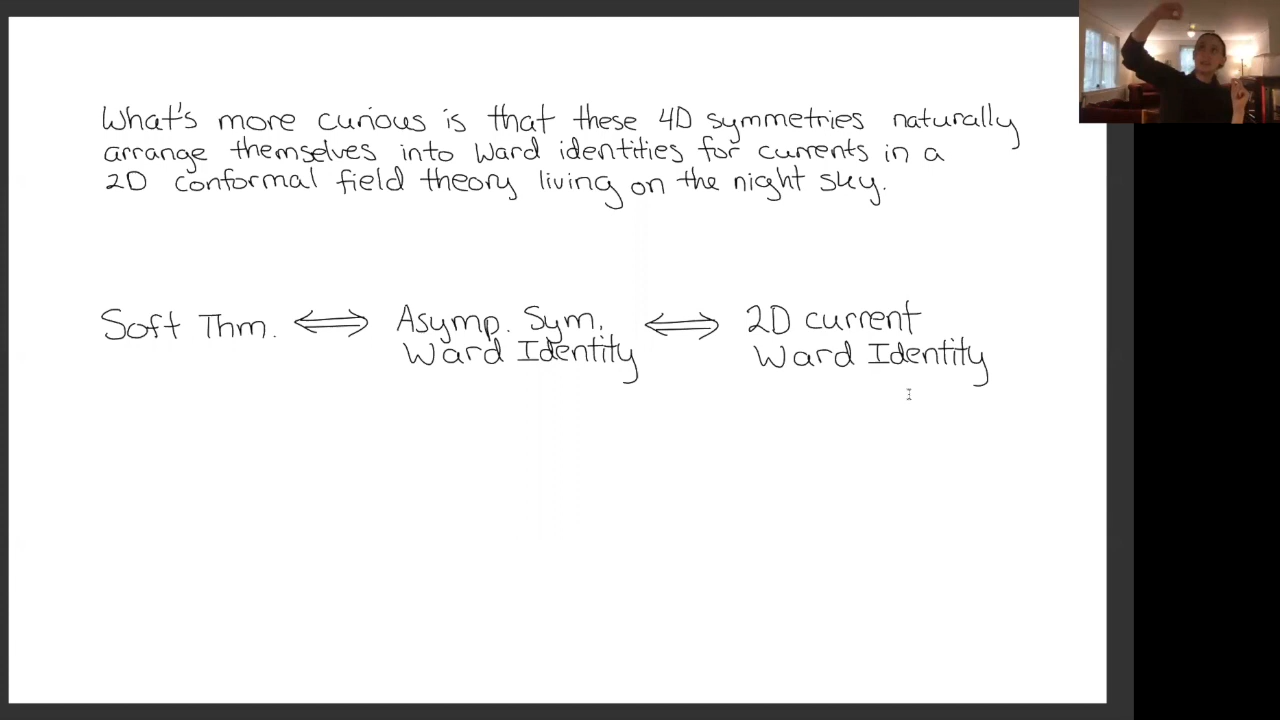 What's more curious is that these 4D symmetries naturally
arrange themselves into Ward identities for currents in a
2D conformal field theory living on the night sky.
Soft Thm. ⟺ Asymp. Sym. Ward Identity ⟺ 2D current Ward Identity